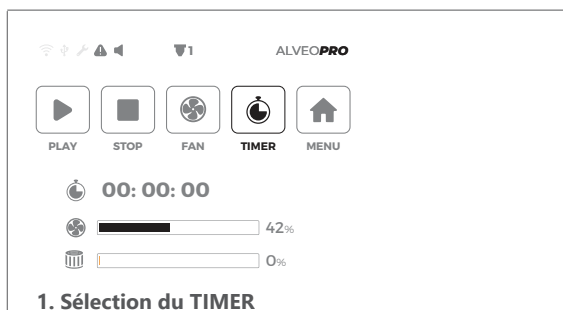 1 ALVEOPRO
PLAY STOP FAN TIMER MENU
00: 00: 00
42%
0%
1. Sélection du TIMER